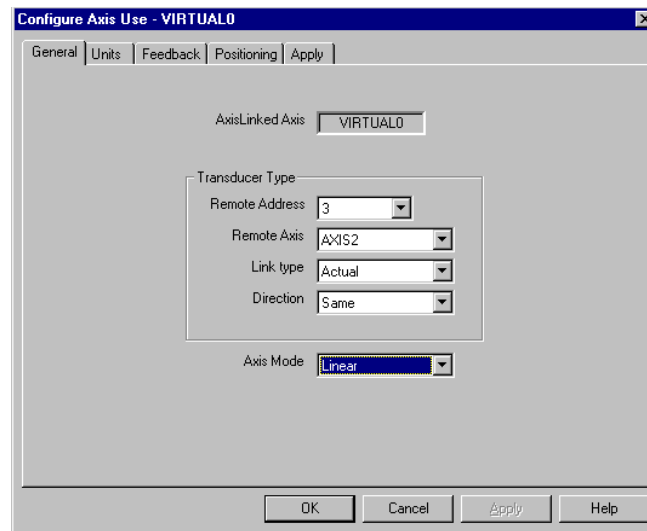 Configure Axis Use - VIRTUAL0
General Units Feedback Positioning Apply
AxisLinked Axis VIRTUAL0
Transducer Type
Remote Address 3
Remote Axis AXIS2
Link type Actual
Direction Same
Axis Mode Linear
OK Cancel Apply Help